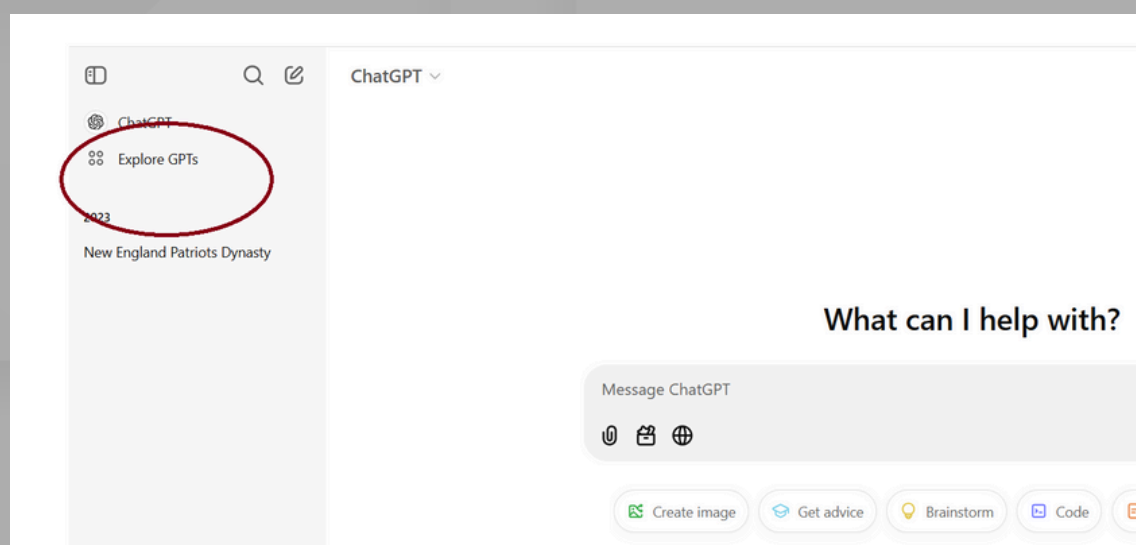 ChatGPT
ChatGPT
Explore GPTs
2023
New England Patriots Dynasty
What can I help with?
Message ChatGPT
Create image Get advice Brainstorm Code